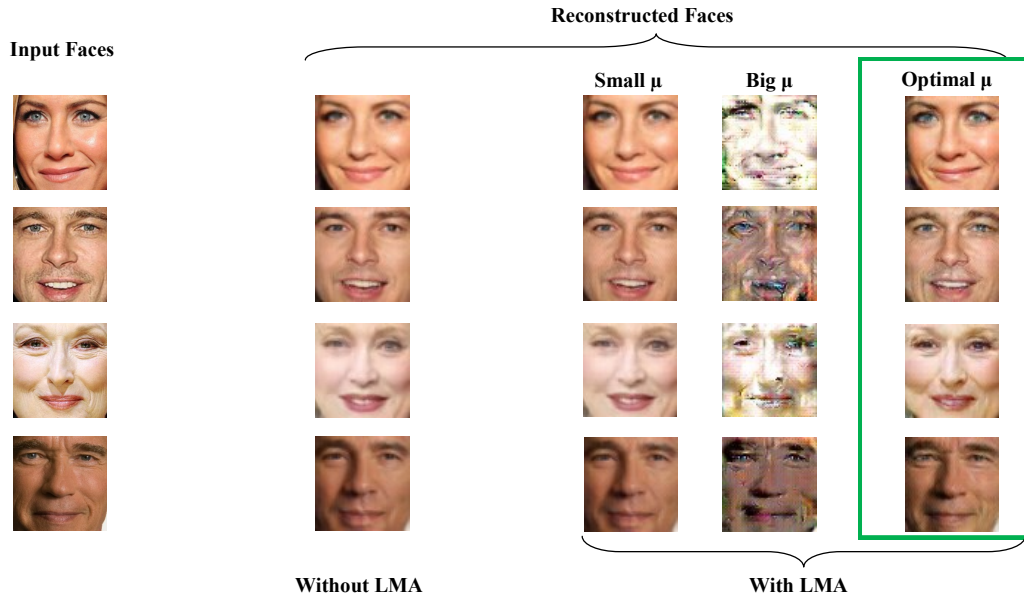 Reconstructed Faces
Input Faces
Small μ
Big μ
Optimal μ
Without LMA
With LMA